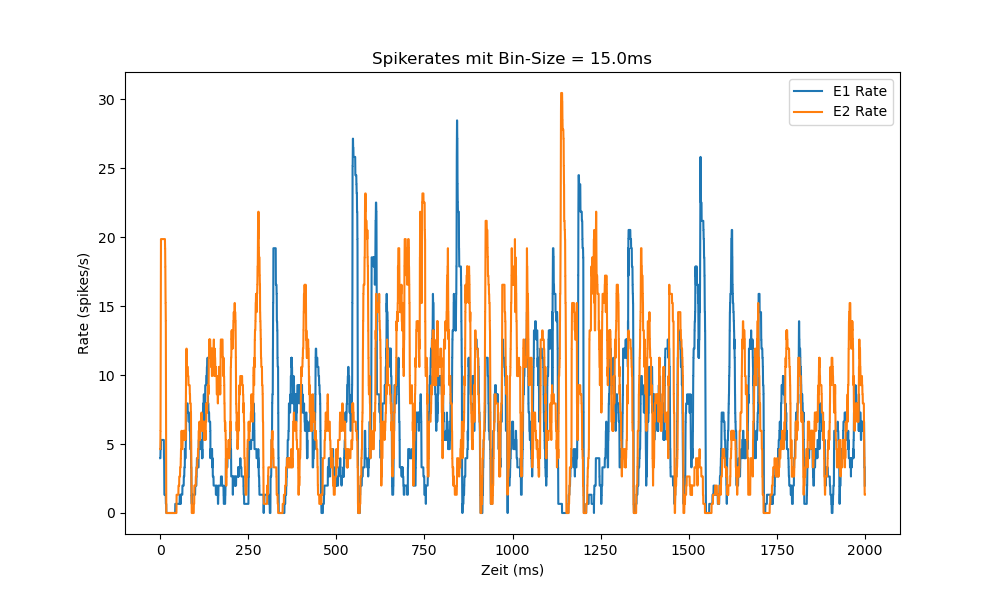 Spikerates mit Bin-Size = 15.0ms
E1 Rate
E2 Rate
30
25
20
15
10
5
0
Rate (spikes/s)
0 250 500 750 1000 1250 1500 1750 2000
Zeit (ms)